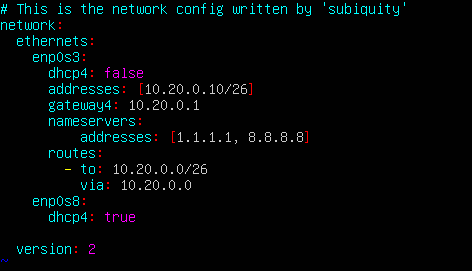 # This is the network config written by 'subiquity'
network:
  ethernets:
    enp0s3:
      dhcp4: false
      addresses: [10.20.0.10/26]
      gateway4: 10.20.0.1
      nameservers:
          addresses: [1.1.1.1, 8.8.8.8]
      routes:
        - to: 10.20.0.0/26
          via: 10.20.0.0
    enp0s8:
      dhcp4: true

  version: 2
~